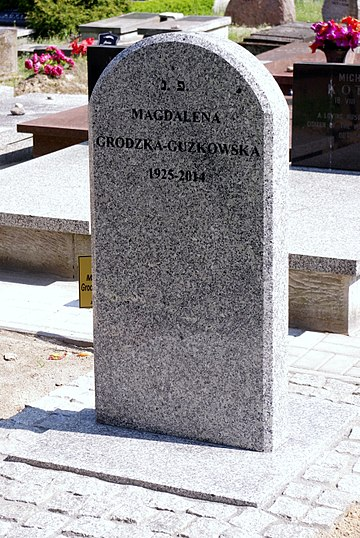 פ. נ.
MAGDALENA
GRODZKA-GUZKOWSKA
1925-2014